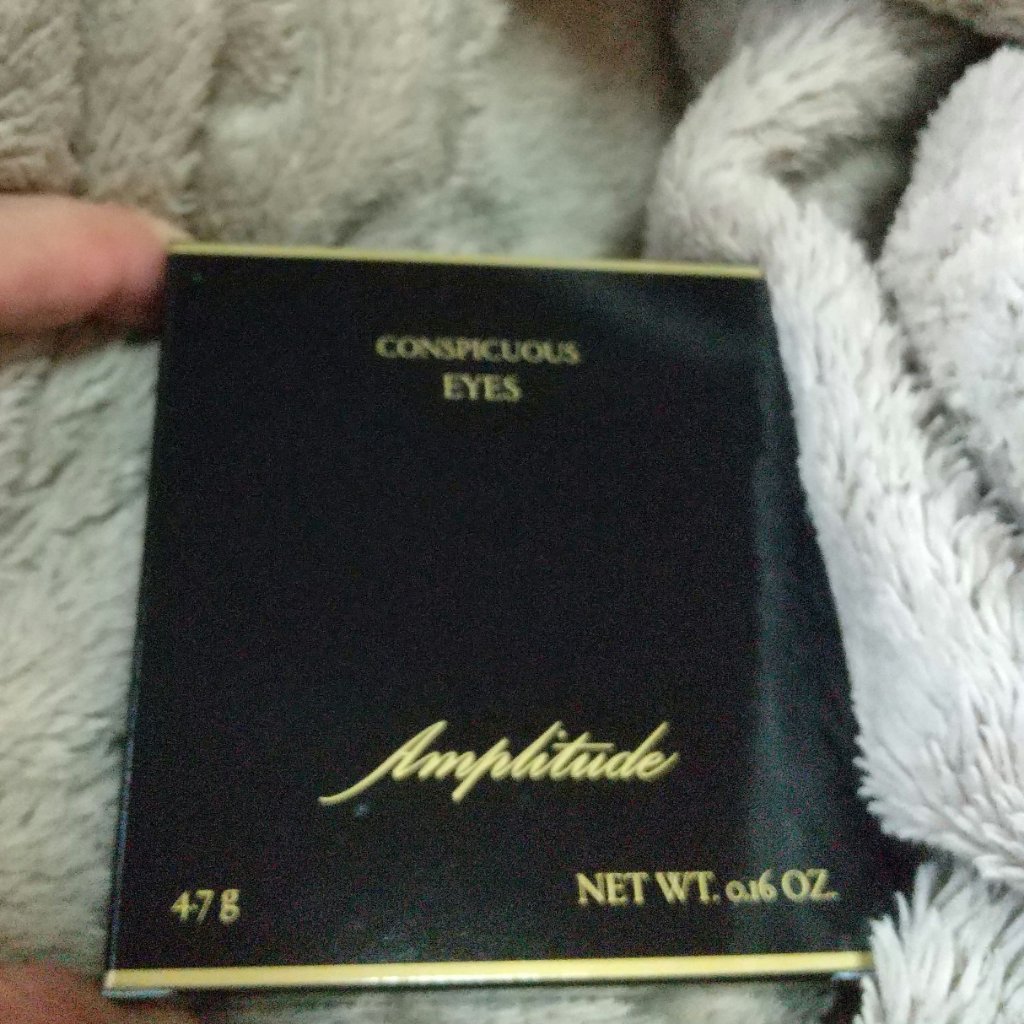 CONSPICUOUS
EYES
Amplitude
4.7 g
NET WT. 0.16 OZ.